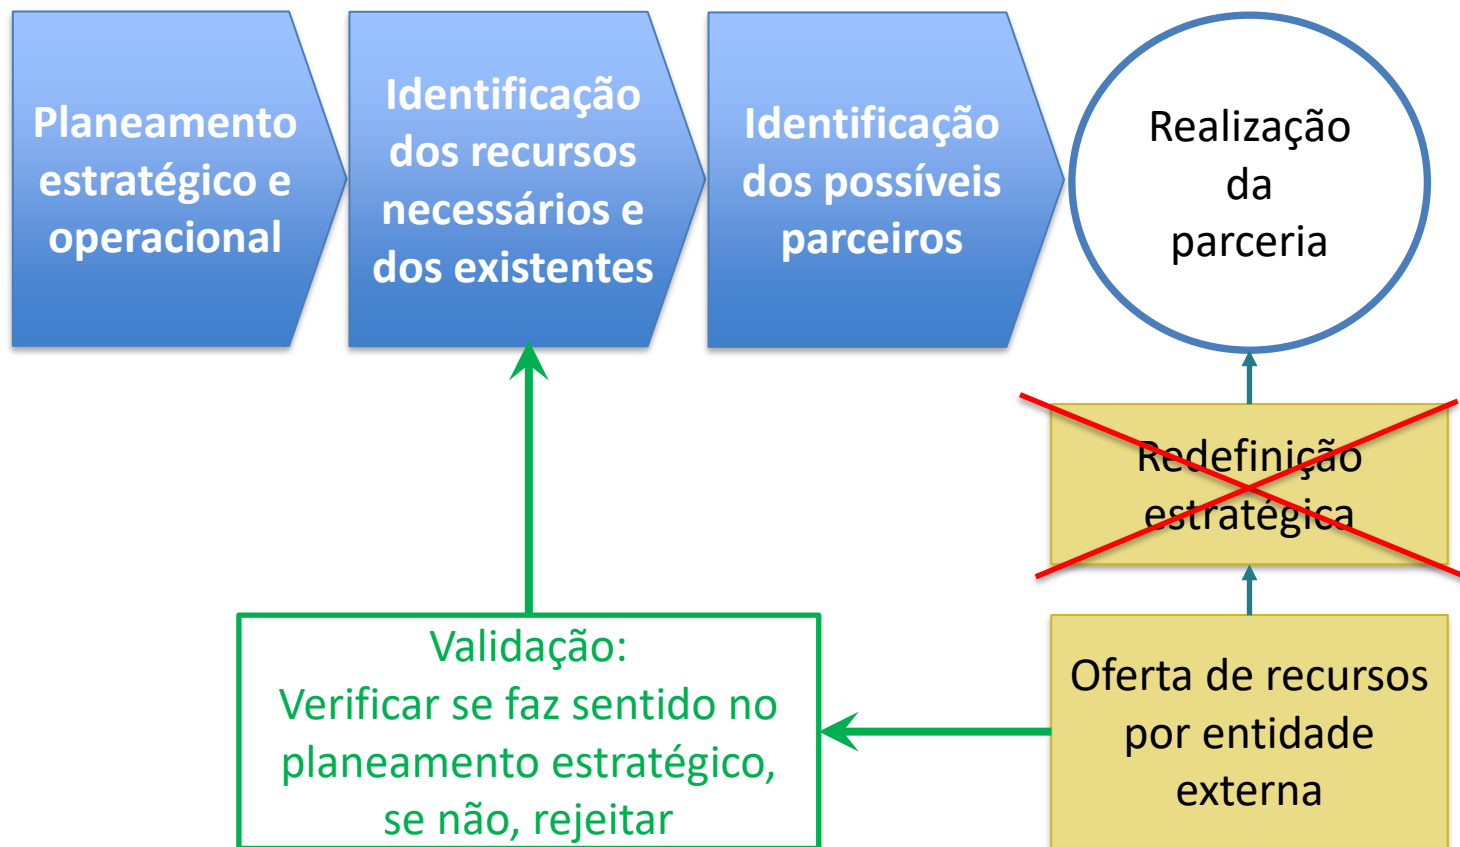 Planeamento
estratégico e
operacional
Identificação
dos recursos
necessários e
dos existentes
Identificação
dos possíveis
parceiros
Realização
da
parceria
Redefinição
estratégica
Validação:
Verificar se faz sentido no
planeamento estratégico,
se não, rejeitar
Oferta de recursos
por entidade
externa